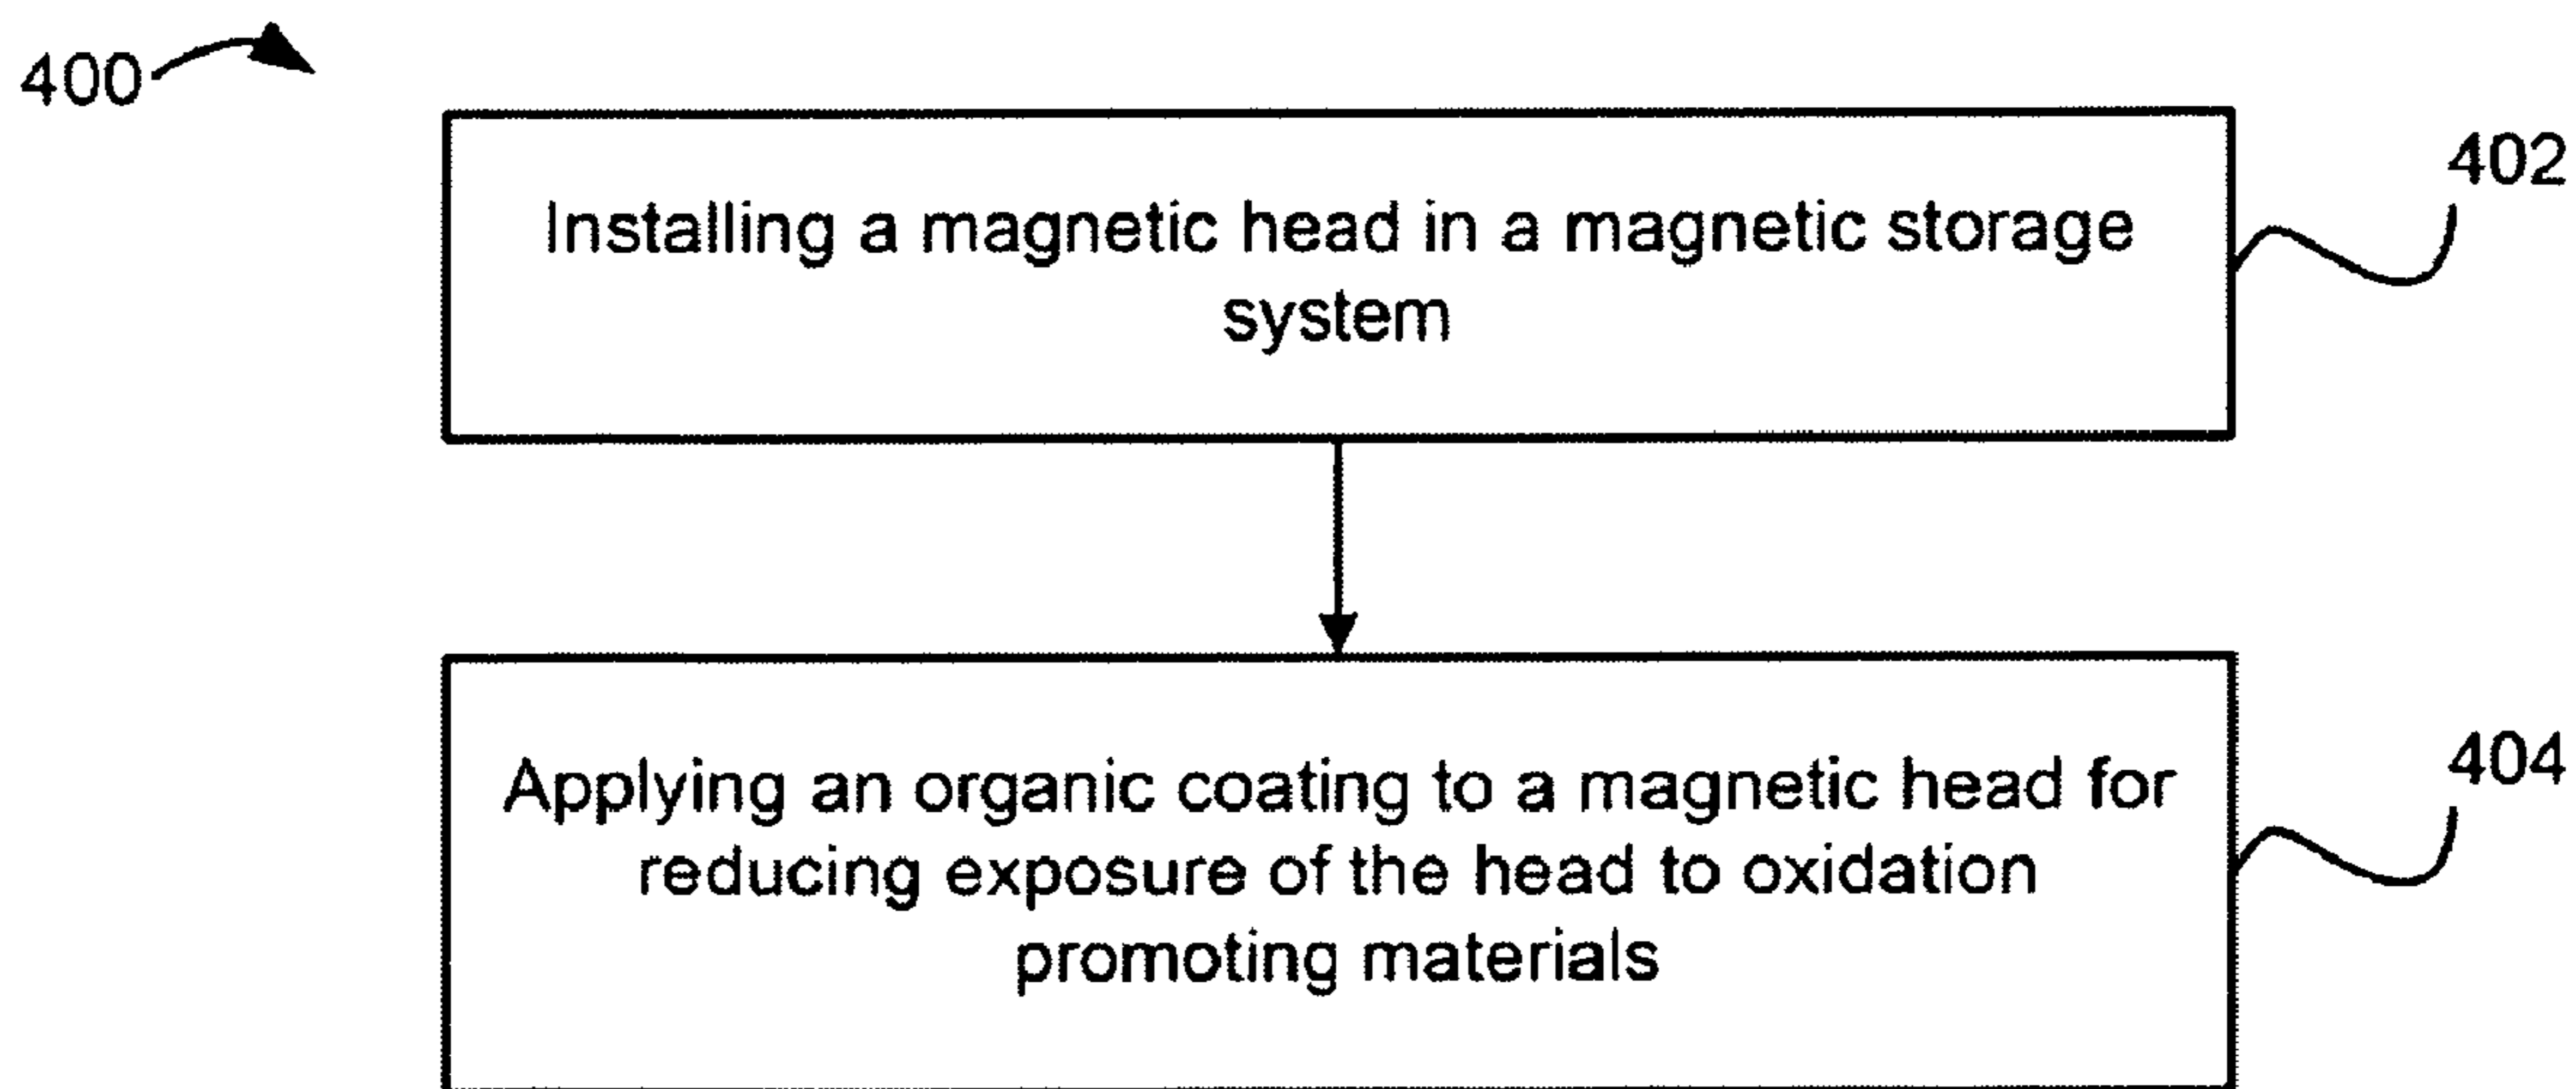 400
402
Installing a magnetic head in a magnetic storage
system
404
Applying an organic coating to a magnetic head for
reducing exposure of the head to oxidation
promoting materials